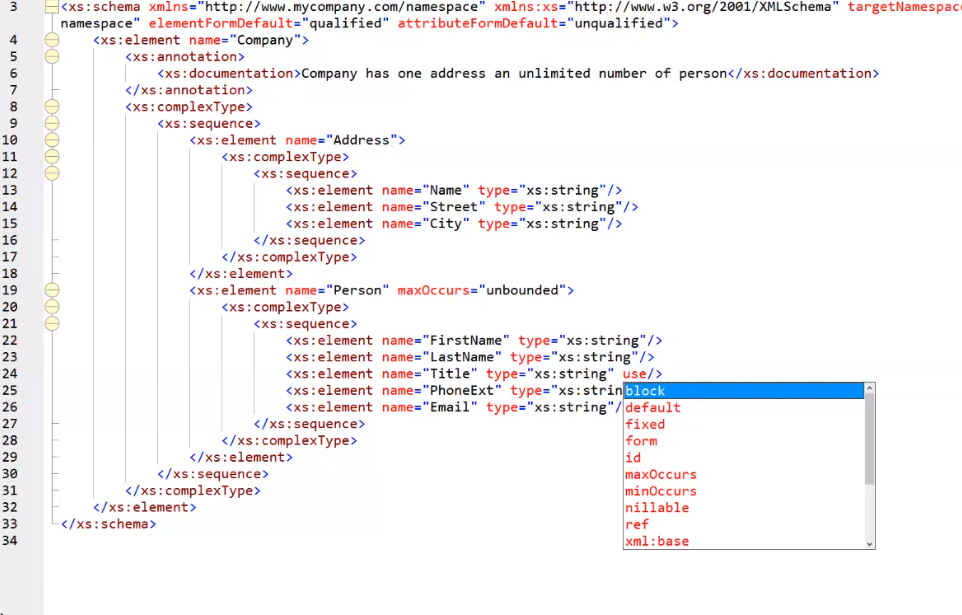 3 <xs:schema xmlns="http://www.mycompany.com/namespace" xmlns:xs="http://www.w3.org/2001/XMLSchema" targetNamespac
namespace" elementFormDefault="qualified" attributeFormDefault="unqualified">
4 <xs:element name="Company">
5 <xs:annotation>
6 <xs:documentation>Company has one address an unlimited number of person</xs:documentation>
7 </xs:annotation>
8 <xs:complexType>
9 <xs:sequence>
10 <xs:element name="Address">
11 <xs:complexType>
12 <xs:sequence>
13 <xs:element name="Name" type="xs:string"/>
14 <xs:element name="Street" type="xs:string"/>
15 <xs:element name="City" type="xs:string"/>
16 </xs:sequence>
17 </xs:complexType>
18 </xs:element>
19 <xs:element name="Person" maxOccurs="unbounded">
20 <xs:complexType>
21 <xs:sequence>
22 <xs:element name="FirstName" type="xs:string"/>
23 <xs:element name="LastName" type="xs:string"/>
24 <xs:element name="Title" type="xs:string" use/>
25 <xs:element name="PhoneExt" type="xs:strin
26 <xs:element name="Email" type="xs:string"/
27 </xs:sequence>
28 </xs:complexType>
29 </xs:element>
30 </xs:sequence>
31 </xs:complexType>
32 </xs:element>
33 </xs:schema>
34
block
default
fixed
form
id
maxOccurs
minOccurs
nillable
ref
xml:base